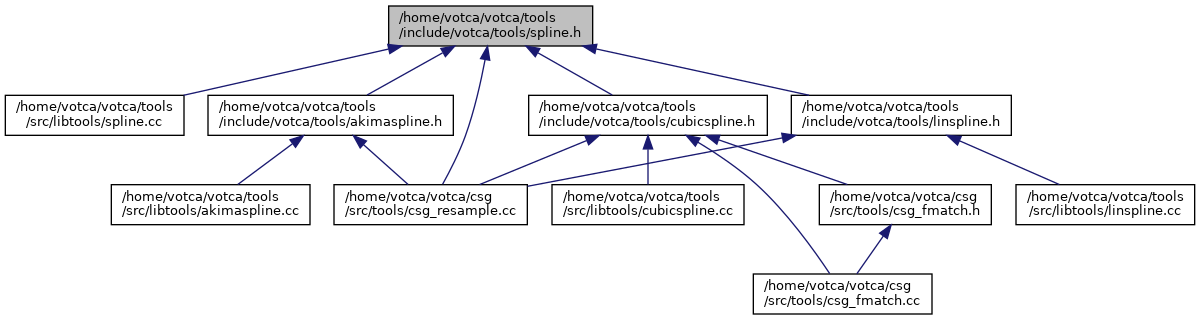 /home/votca/votca/tools
/include/votca/tools/spline.h
/home/votca/votca/tools
/src/libtools/spline.cc
/home/votca/votca/tools
/include/votca/tools/akimaspline.h
/home/votca/votca/tools
/include/votca/tools/cubicspline.h
/home/votca/votca/tools
/include/votca/tools/linspline.h
/home/votca/votca/tools
/src/libtools/akimaspline.cc
/home/votca/votca/csg
/src/tools/csg_resample.cc
/home/votca/votca/tools
/src/libtools/cubicspline.cc
/home/votca/votca/csg
/src/tools/csg_fmatch.h
/home/votca/votca/tools
/src/libtools/linspline.cc
/home/votca/votca/csg
/src/tools/csg_fmatch.cc